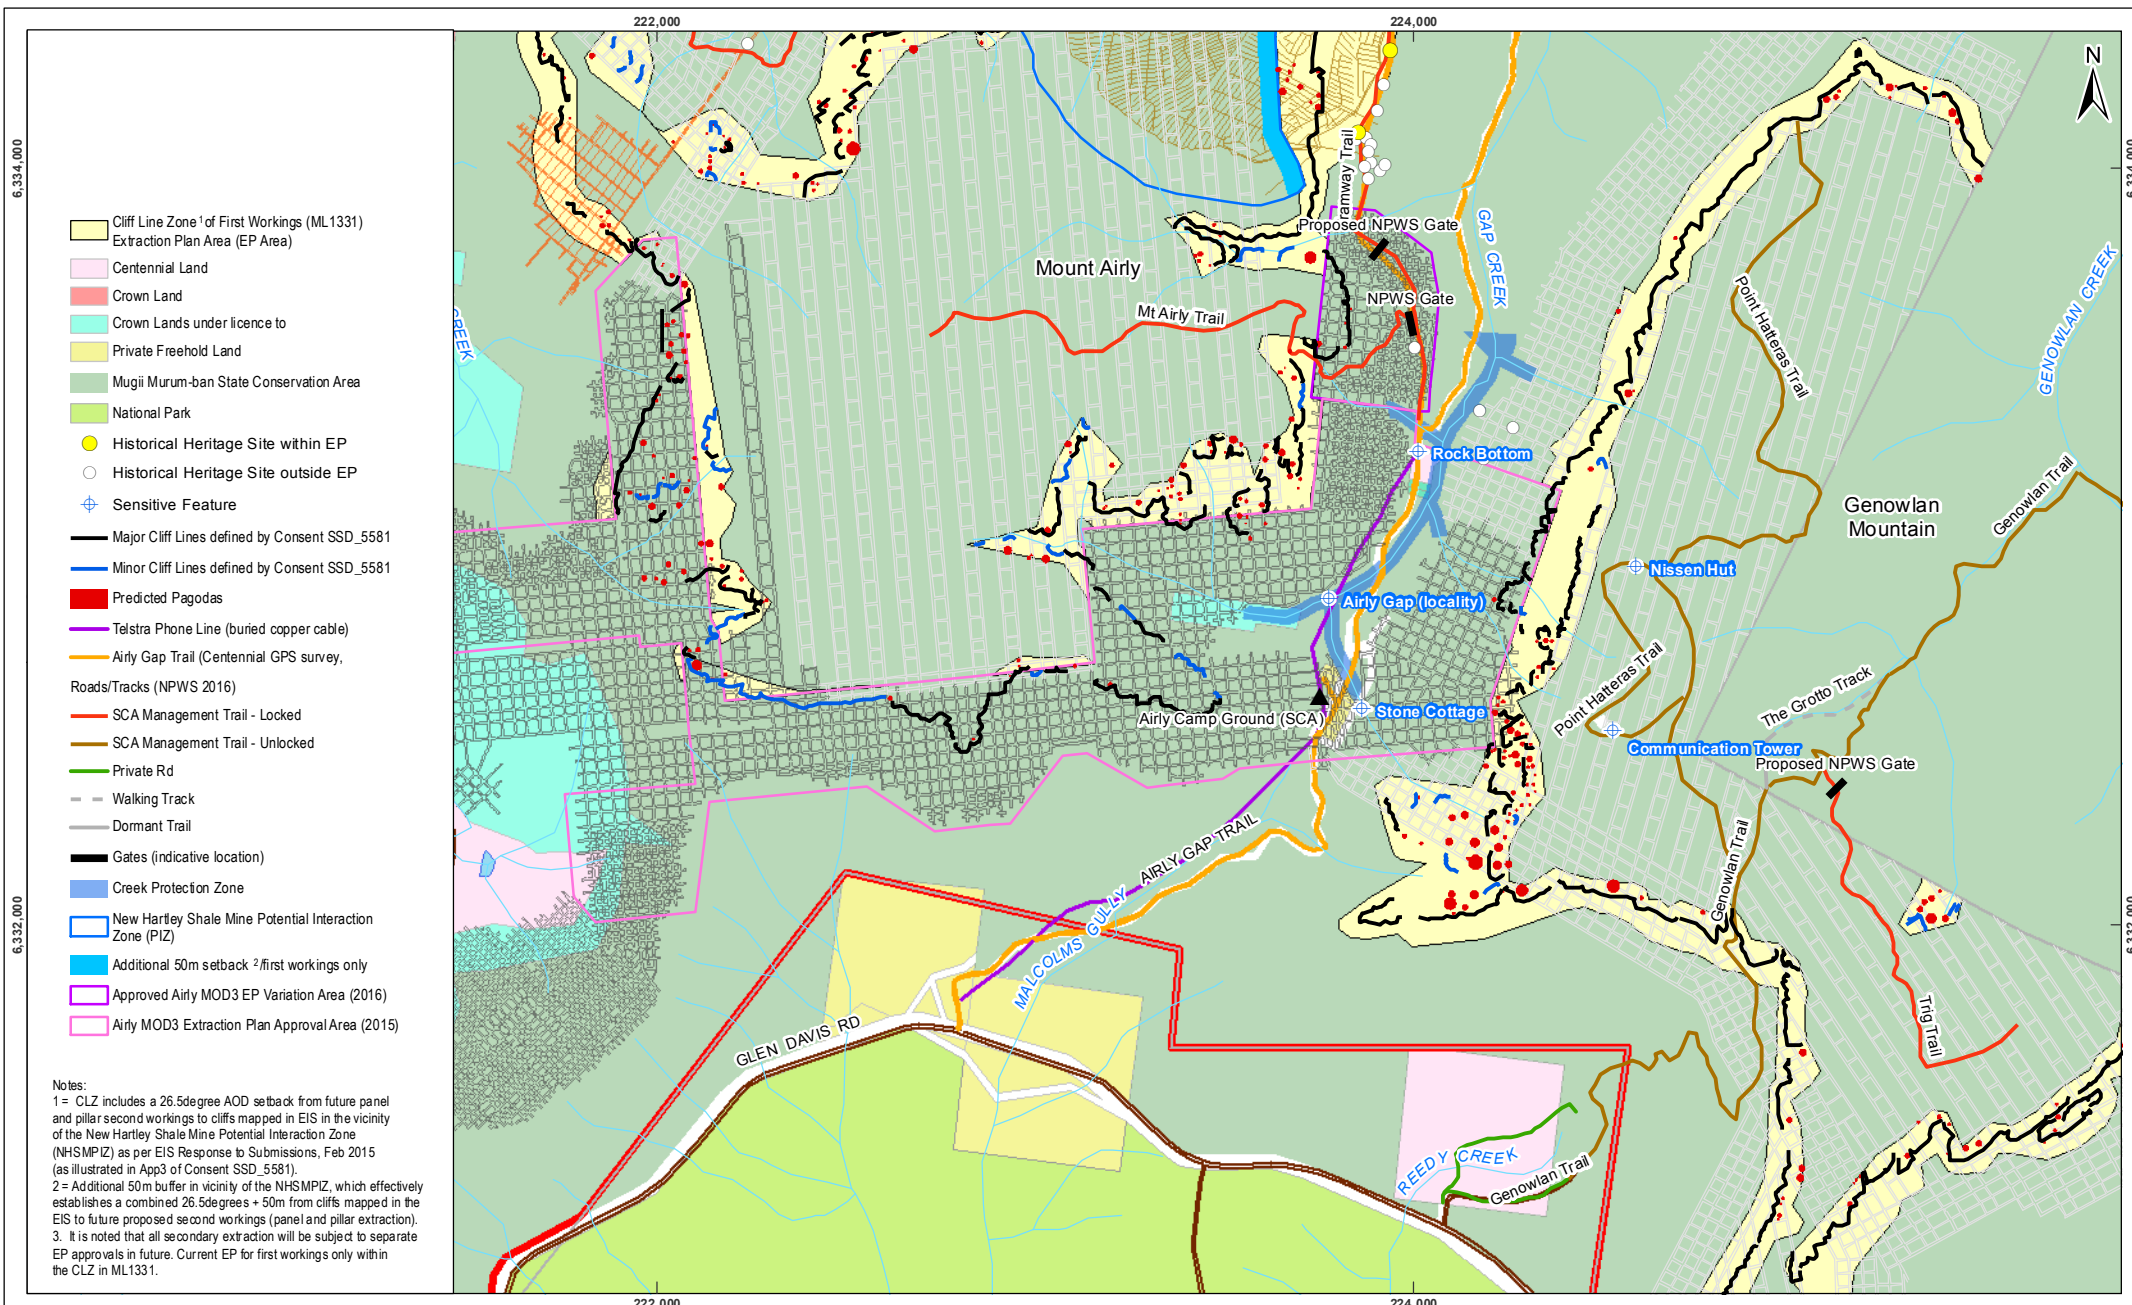 222,000
224,000
6,334,000
6,332,000
N
Cliff Line Zone ¹of First Workings (ML1331)
Extraction Plan Area (EP Area)
Centennial Land
Crown Land
Crown Lands under licence to
Private Freehold Land
Mugii Murum-ban State Conservation Area
National Park
Historical Heritage Site within EP
Historical Heritage Site outside EP
Sensitive Feature
Major Cliff Lines defined by Consent SSD_5581
Minor Cliff Lines defined by Consent SSD_5581
Predicted Pagodas
Telstra Phone Line (buried copper cable)
Airly Gap Trail (Centennial GPS survey,
Roads/Tracks (NPWS 2016)
SCA Management Trail - Locked
SCA Management Trail - Unlocked
Private Rd
Walking Track
Dormant Trail
Gates (indicative location)
Creek Protection Zone
New Hartley Shale Mine Potential Interaction
Zone (PIZ)
Additional 50m setback ²/first workings only
Approved Airly MOD3 EP Variation Area (2016)
Airly MOD3 Extraction Plan Approval Area (2015)
Notes:
1 = CLZ includes a 26.5degree AOD setback from future panel
and pillar second workings to cliffs mapped in EIS in the vicinity
of the New Hartley Shale Mine Potential Interaction Zone
(NHSMPIZ) as per EIS Response to Submissions, Feb 2015
(as illustrated in App3 of Consent SSD_5581).
2 = Additional 50m buffer in vicinity of the NHSMPIZ, which effectively
establishes a combined 26.5degrees + 50m from cliffs mapped in the
EIS to future proposed second workings (panel and pillar extraction).
3. It is noted that all secondary extraction will be subject to separate
EP approvals in future. Current EP for first workings only within
the CLZ in ML1331.
CREEK
Mount Airly
Mt Airly Trail
Tramway Trail
Proposed NPWS Gate
NPWS Gate
GAP CREEK
Point Hatteras Trail
GENOWLAN CREEK
Rock Bottom
Genowlan
Mountain
Genowlan Trail
Nissen Hut
Airly Gap (locality)
Point Hatteras Trail
The Grotto Track
Airly Camp Ground (SCA)
Stone Cottage
Communication Tower
Proposed NPWS Gate
AIRLY GAP TRAIL
Genowlan Trail
MALCOLMS GULLY
GLEN DAVIS RD
Trig Trail
REEDY CREEK
Genowlan Trail
6,334,000
6,332,000
222,000
224,000